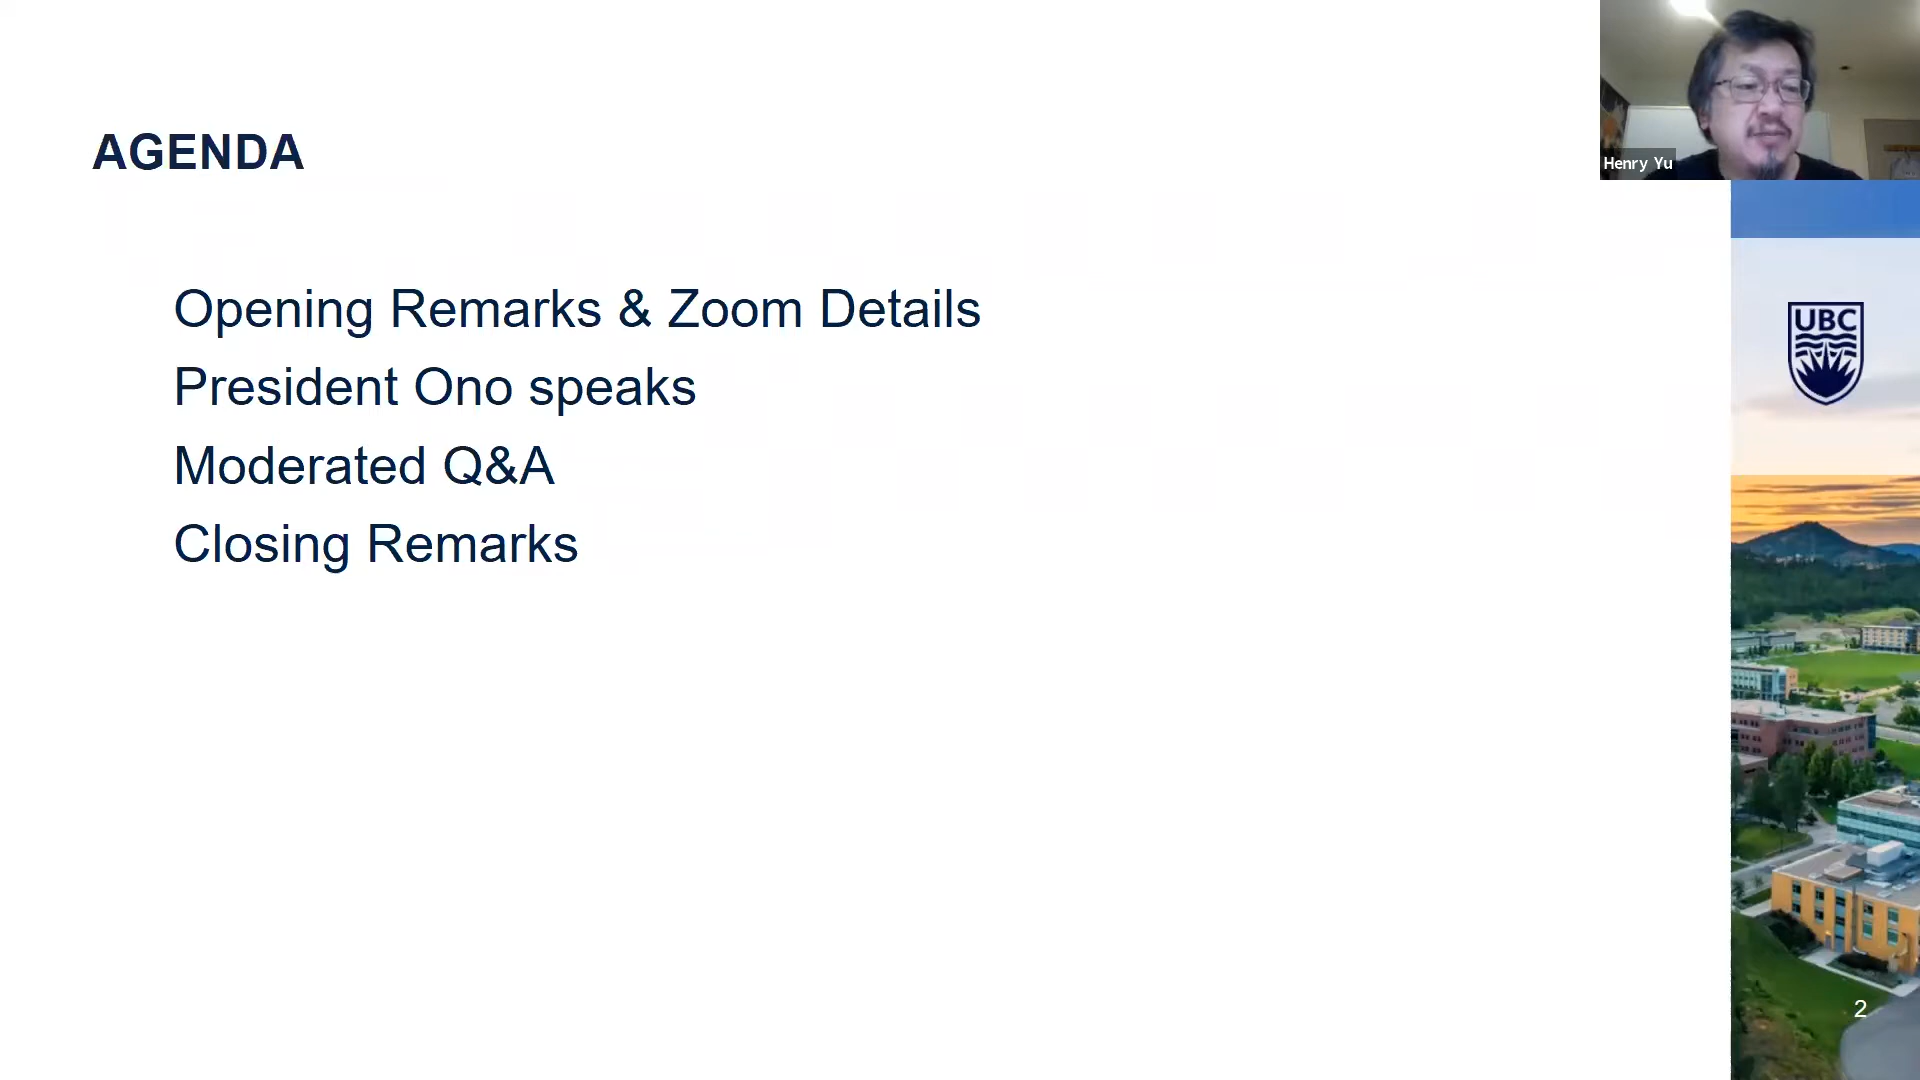 AGENDA
Opening Remarks & Zoom Details
President Ono speaks
Moderated Q&A
Closing Remarks
Henry Yu
UBC
2